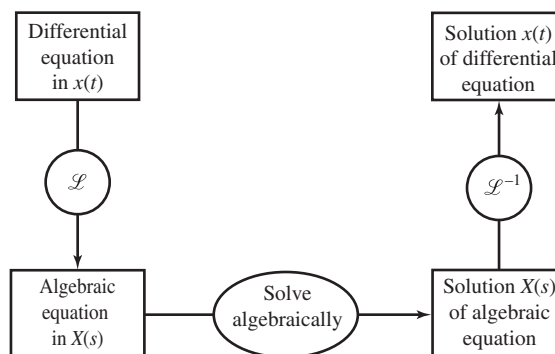 Differential
equation
in x(t)
ℒ
Algebraic
equation
in X(s)
Solve
algebraically
Solution X(s)
of algebraic
equation
ℒ⁻¹
Solution x(t)
of differential
equation